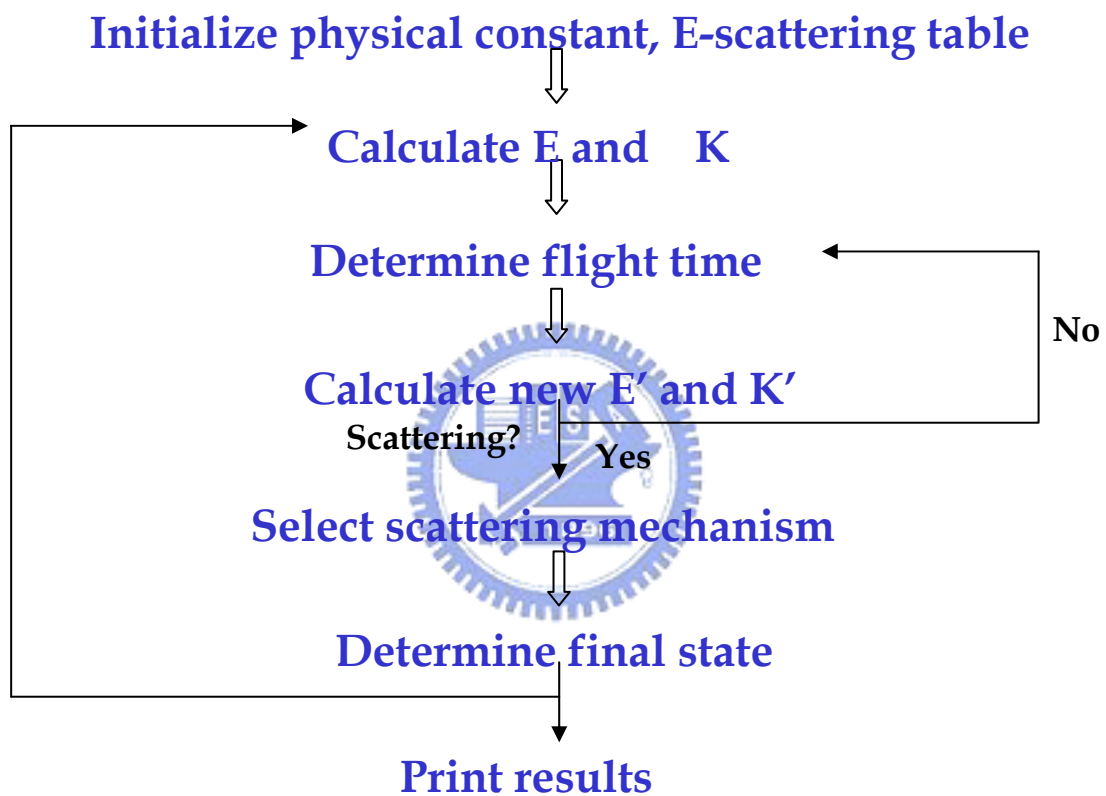 Initialize physical constant, E-scattering table
Calculate E and K
Determine flight time
No
Calculate new E’ and K’
Scattering?
Yes
Select scattering mechanism
Determine final state
Print results